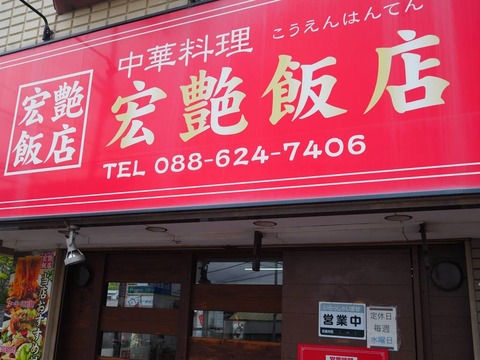 中華料理
こうえんはんてん
宏艶
飯店
宏艶飯店
TEL 088-624-7406
営業中
定休日
毎週
水曜日